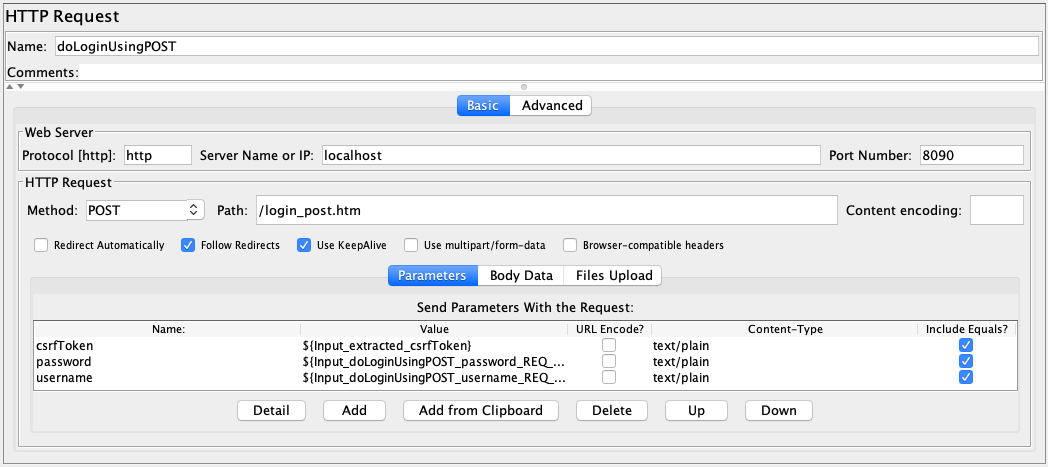 HTTP Request
Name: doLoginUsingPOST
Comments:
Basic Advanced
Web Server
Protocol [http]: http Server Name or IP: localhost Port Number: 8090
HTTP Request
Method: POST Path: /login_post.htm Content encoding:
Redirect Automatically Follow Redirects Use KeepAlive Use multipart/form-data Browser-compatible headers
Parameters Body Data Files Upload
Send Parameters With the Request:
Name: Value URL Encode? Content-Type Include Equals?
csrfToken ${Input_extracted_csrfToken} text/plain
password ${Input_doLoginUsingPOST_password_REQ_... text/plain
username ${Input_doLoginUsingPOST_username_REQ_... text/plain
Detail Add Add from Clipboard Delete Up Down